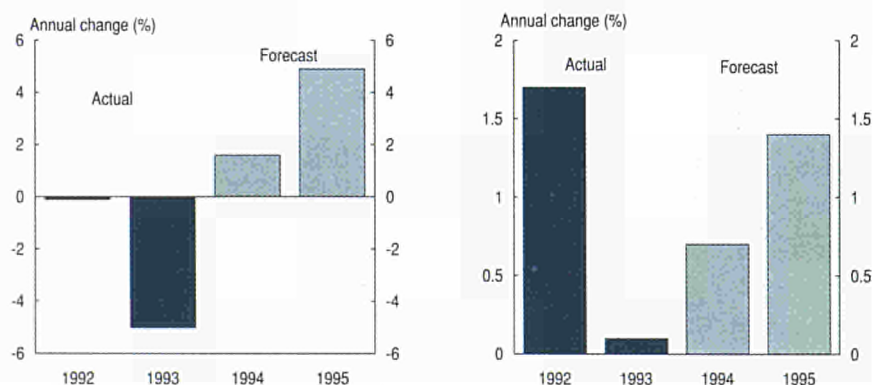 Annual change (%)
6 6
Forecast
4 Actual 4
2 2
0 0
-2 -2
-4 -4
-6 -6
1992 1993 1994 1995
Annual change (%)
2 2
Actual Forecast
1.5 1.5
1 1
0.5 0.5
0 0
1992 1993 1994 1995